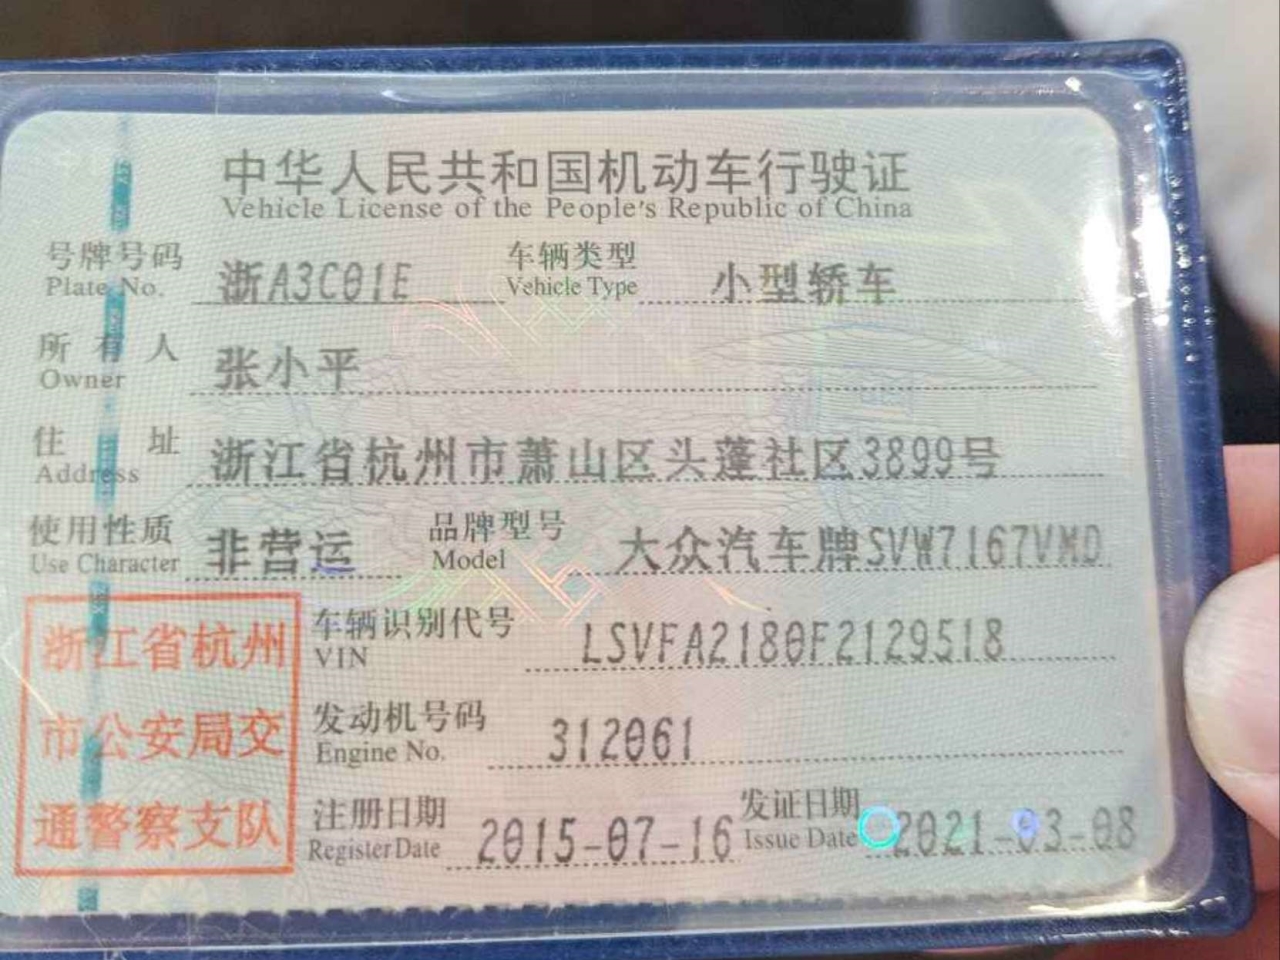 中华人民共和国机动车行驶证
Vehicle License of the People's Republic of China
号牌号码 浙A3C01E 车辆类型 小型轿车
Plate No. Vehicle Type
所有人 张小平
Owner
住址 浙江省杭州市萧山区头蓬社区3899号
Address
使用性质 非营运 品牌型号 大众汽车牌SVW7167VMD
Use Character Model
浙江省杭州
市公安局交
通警察支队
车辆识别代号 LSVFA2180F2129518
VIN
发动机号码 312061
Engine No.
注册日期 2015-07-16 发证日期 2021-03-08
Register Date Issue Date